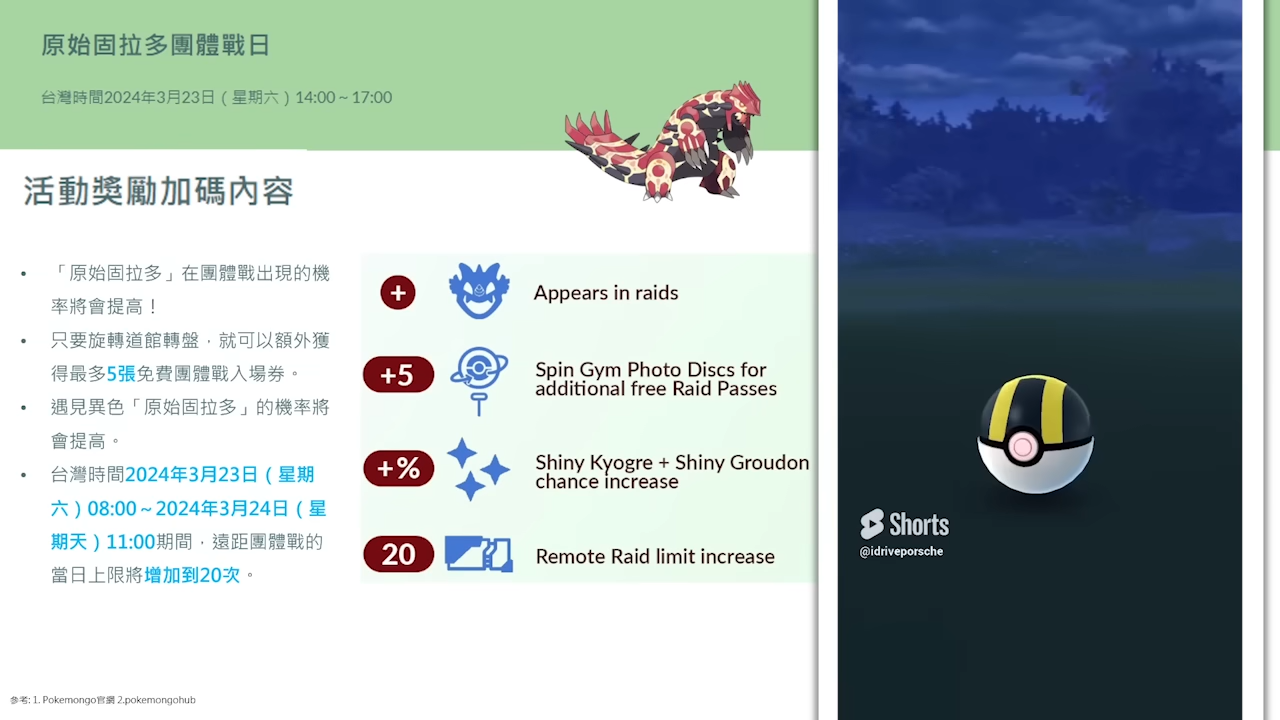 原始固拉多團體戰日
台灣時間2024年3月23日（星期六）14:00～17:00
活動獎勵加碼內容
• 「原始固拉多」在團體戰出現的機
率將會提高！
• 只要旋轉道館轉盤，就可以額外獲
得最多5張免費團體戰入場券。
• 遇見異色「原始固拉多」的機率將
會提高。
• 台灣時間2024年3月23日（星期
六）08:00～2024年3月24日（星
期天）11:00期間，遠距團體戰的
當日上限將增加到20次。
+ Appears in raids
+5 Spin Gym Photo Discs for
additional free Raid Passes
+% Shiny Kyogre + Shiny Groudon
chance increase
20 Remote Raid limit increase
Shorts
@idriveporsche
參考: 1. Pokemongo官網 2.pokemongohub